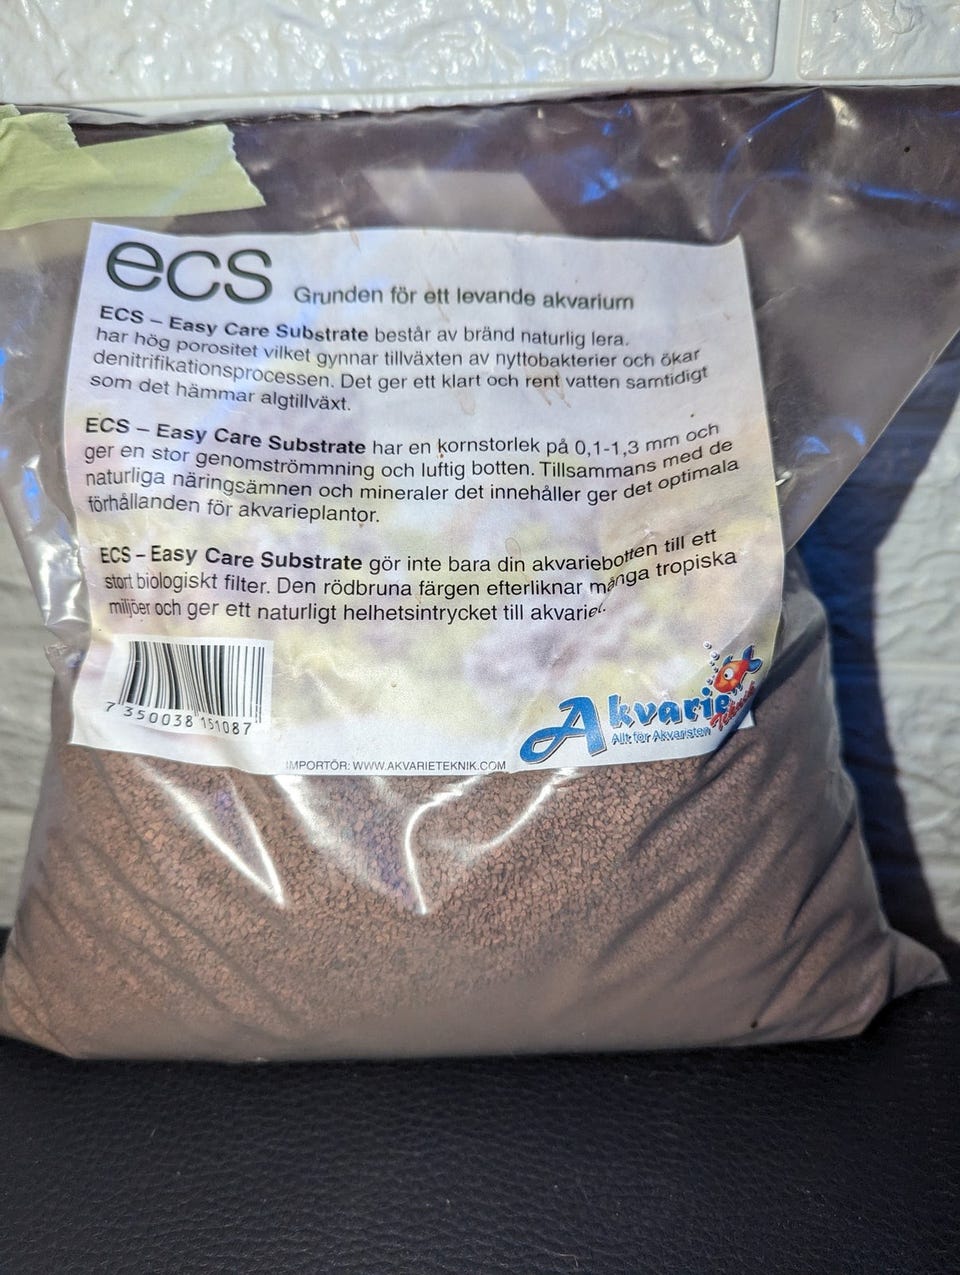 ecs Grunden för ett levande akvarium
ECS – Easy Care Substrate består av bränd naturlig lera.
har hög porositet vilket gynnar tillväxten av nyttobakterier och ökar
denitrifikationsprocessen. Det ger ett klart och rent vatten samtidigt
som det hämmar algtillväxt.
ECS – Easy Care Substrate har en kornstorlek på 0,1-1,3 mm och
ger en stor genomströmmning och luftig botten. Tillsammans med de
naturliga näringsämnen och mineraler det innehåller ger det optimala
förhållanden för akvarieplantor.
ECS – Easy Care Substrate gör inte bara din akvariebotten till ett
stort biologiskt filter. Den rödbruna färgen efterliknar många tropiska
miljöer och ger ett naturligt helhetsintrycket till akvariet.
7 350038 151087
Akvarie
Teknik
Allt för Akvaristen
IMPORTÖR: WWW.AKVARIETEKNIK.COM